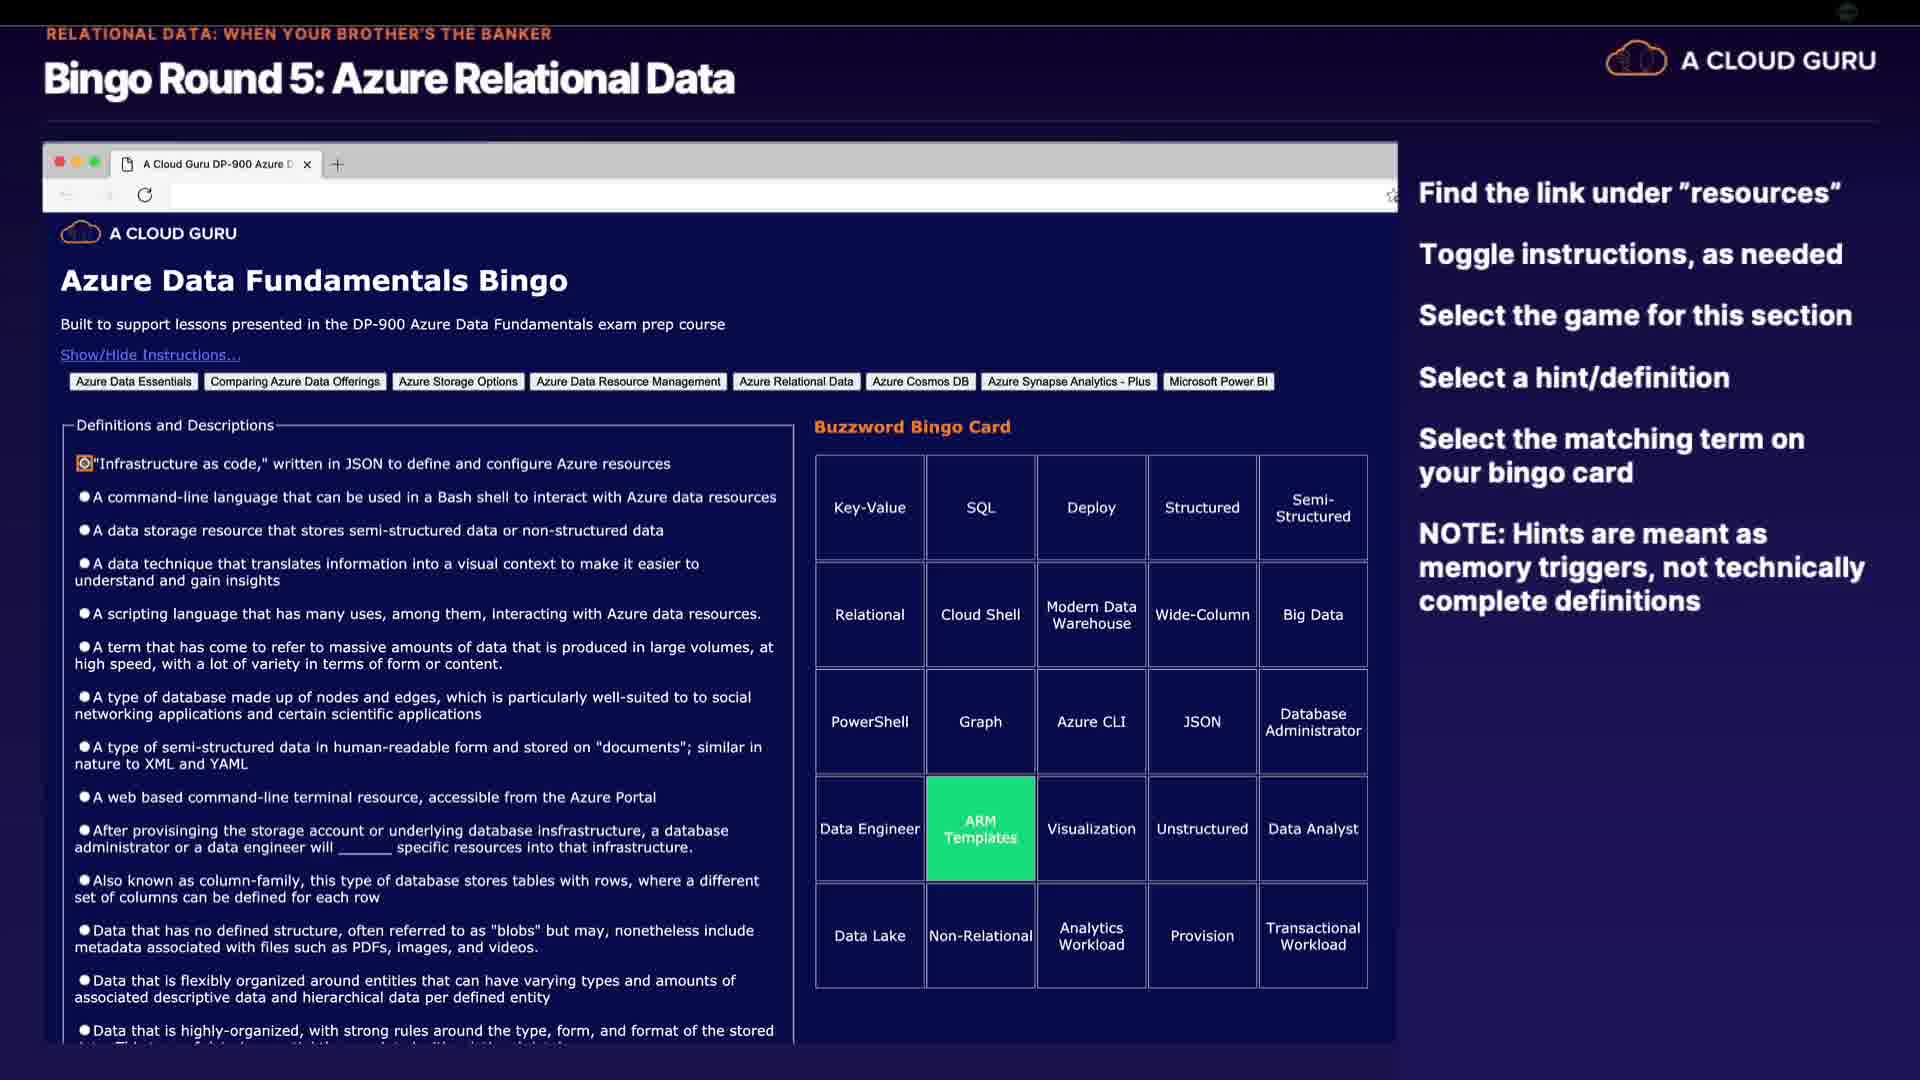 RELATIONAL DATA: WHEN YOUR BROTHER'S THE BANKER
Bingo Round 5: Azure Relational Data
A CLOUD GURU
A Cloud Guru DP-900 Azure D
A CLOUD GURU
Azure Data Fundamentals Bingo
Built to support lessons presented in the DP-900 Azure Data Fundamentals exam prep course
Show/Hide Instructions...
Azure Data Essentials
Comparing Azure Data Offerings
Azure Storage Options
Azure Data Resource Management
Azure Relational Data
Azure Cosmos DB
Azure Synapse Analytics - Plus
Microsoft Power BI
Definitions and Descriptions
"Infrastructure as code," written in JSON to define and configure Azure resources
A command-line language that can be used in a Bash shell to interact with Azure data resources
A data storage resource that stores semi-structured data or non-structured data
A data technique that translates information into a visual context to make it easier to
understand and gain insights
A scripting language that has many uses, among them, interacting with Azure data resources.
A term that has come to refer to massive amounts of data that is produced in large volumes, at
high speed, with a lot of variety in terms of form or content.
A type of database made up of nodes and edges, which is particularly well-suited to to social
networking applications and certain scientific applications
A type of semi-structured data in human-readable form and stored on "documents"; similar in
nature to XML and YAML
A web based command-line terminal resource, accessible from the Azure Portal
After provisinging the storage account or underlying database insfrastructure, a database
administrator or a data engineer will ______ specific resources into that infrastructure.
Also known as column-family, this type of database stores tables with rows, where a different
set of columns can be defined for each row
Data that has no defined structure, often referred to as "blobs" but may, nonetheless include
metadata associated with files such as PDFs, images, and videos.
Data that is flexibly organized around entities that can have varying types and amounts of
associated descriptive data and hierarchical data per defined entity
Data that is highly-organized, with strong rules around the type, form, and format of the stored
Buzzword Bingo Card
Key-Value
SQL
Deploy
Structured
Semi-
Structured
Relational
Cloud Shell
Modern Data
Warehouse
Wide-Column
Big Data
PowerShell
Graph
Azure CLI
JSON
Database
Administrator
Data Engineer
ARM
Templates
Visualization
Unstructured
Data Analyst
Data Lake
Non-Relational
Analytics
Workload
Provision
Transactional
Workload
Find the link under "resources"
Toggle instructions, as needed
Select the game for this section
Select a hint/definition
Select the matching term on
your bingo card
NOTE: Hints are meant as
memory triggers, not technically
complete definitions